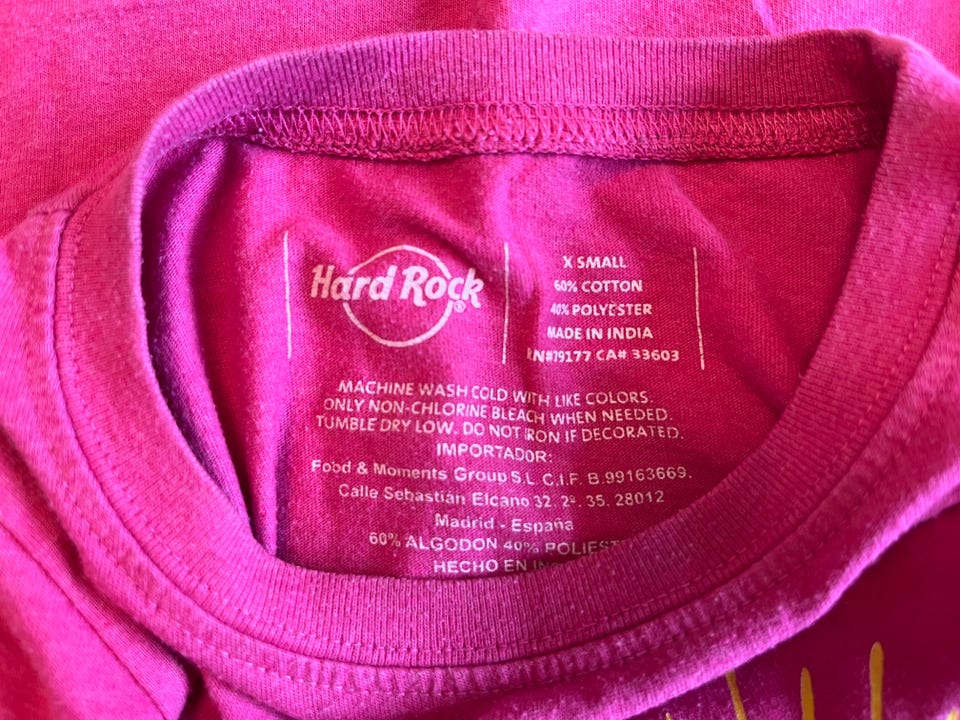 Hard Rock®
X SMALL
60% COTTON
40% POLYESTER
MADE IN INDIA
RN#79177 CA# 33603
MACHINE WASH COLD WITH LIKE COLORS.
ONLY NON-CHLORINE BLEACH WHEN NEEDED.
TUMBLE DRY LOW. DO NOT IRON IF DECORATED.
IMPORTADOR:
Food & Moments Group S.L. C.I.F. B.99163669.
Calle Sebastián Elcano 32. 2º. 35. 28012
Madrid - España
60% ALGODON 40%
HECHO EN